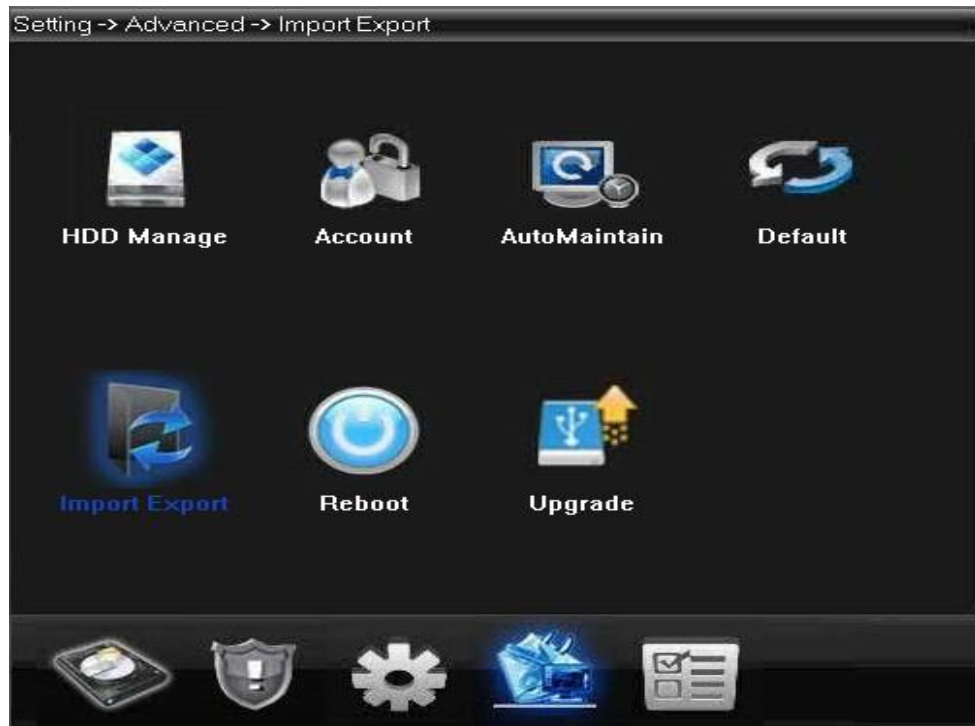 Setting -> Advanced -> Import Export
HDD Manage
Account
AutoMaintain
Default
Import Export
Reboot
Upgrade